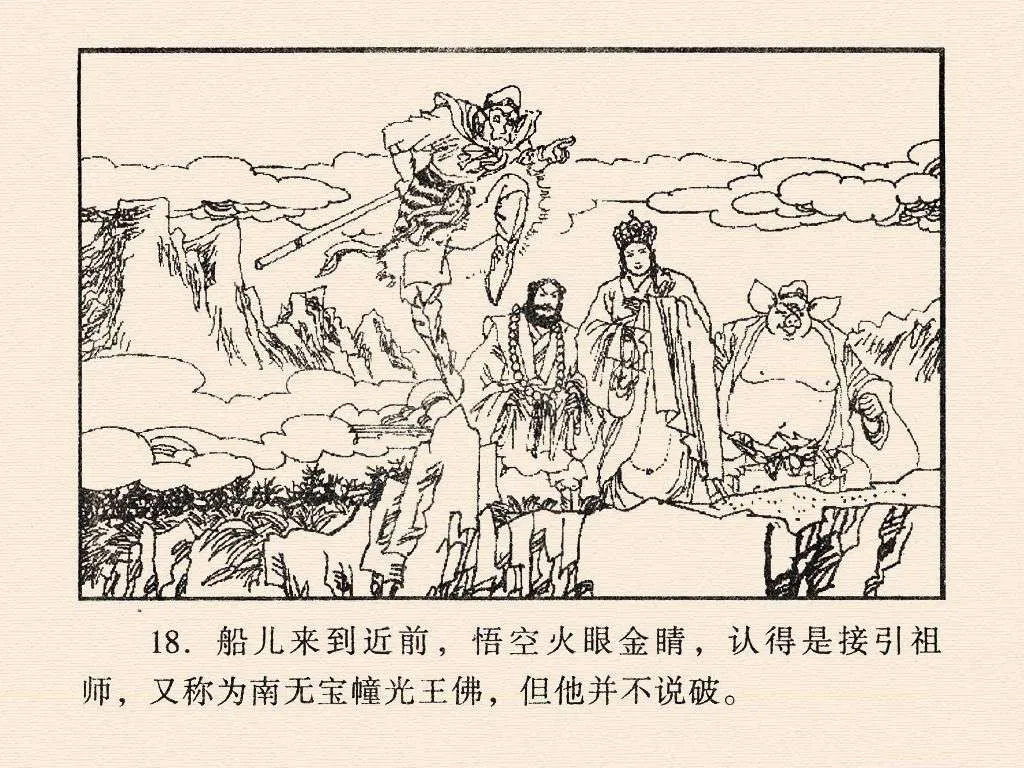 18. 船儿来到近前，悟空火眼金睛，认得是接引祖
师，又称为南无宝幢光王佛，但他并不说破。